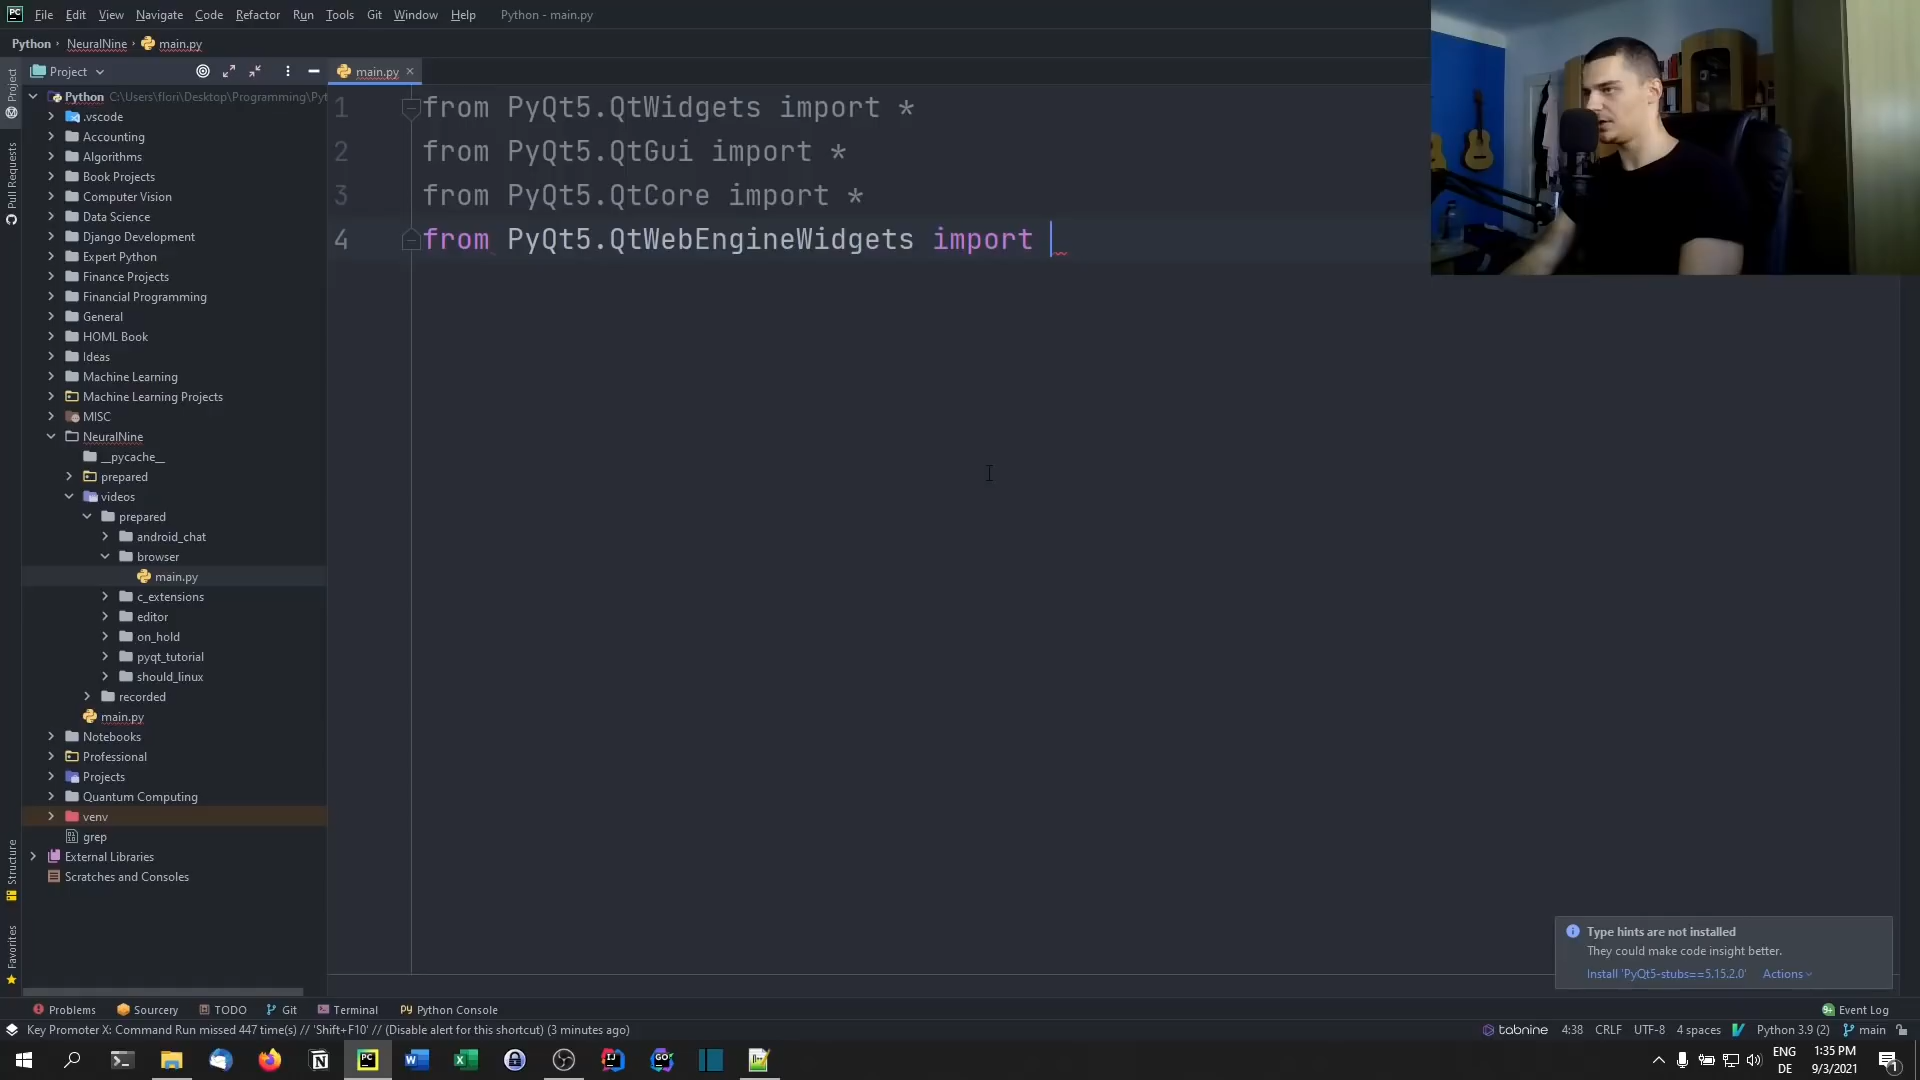 File Edit View Navigate Code Refactor Run Tools Git Window Help Python - main.py
Python NeuralNine main.py
Project
main.py
Project
Pull Requests
Structure
Favorites
Python C:\Users\flori\Desktop\Programming\Pyt
.vscode
Accounting
Algorithms
Book Projects
Computer Vision
Data Science
Django Development
Expert Python
Finance Projects
Financial Programming
General
HOML Book
Ideas
Machine Learning
Machine Learning Projects
MISC
NeuralNine
__pycache__
prepared
videos
prepared
android_chat
browser
main.py
c_extensions
editor
on_hold
pyqt_tutorial
should_linux
recorded
main.py
Notebooks
Professional
Projects
Quantum Computing
venv
grep
External Libraries
Scratches and Consoles
1 from PyQt5.QtWidgets import *
2 from PyQt5.QtGui import *
3 from PyQt5.QtCore import *
4 from PyQt5.QtWebEngineWidgets import
Type hints are not installed
They could make code insight better.
Install 'PyQt5-stubs==5.15.2.0' Actions
Problems Sourcery TODO Git Terminal Python Console Event Log
Key Promoter X: Command Run missed 447 time(s) // 'Shift+F10' // (Disable alert for this shortcut) (3 minutes ago) tabnine 4:38 CRLF UTF-8 4 spaces Python 3.9 (2) main
ENG 1:35 PM
DE 9/3/2021